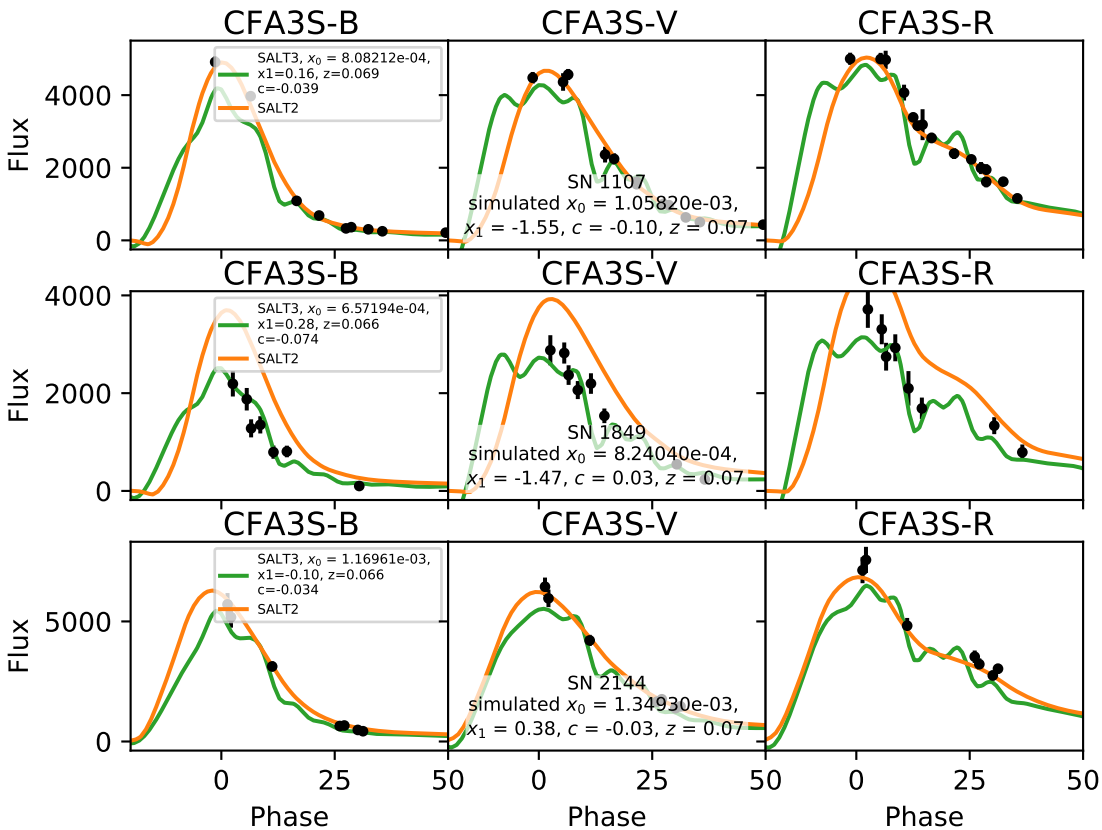 CFA3S-B CFA3S-V CFA3S-R
SALT3, x₀ = 8.08212e-04,
x1=0.16, z=0.069
c=-0.039
SALT2
Flux
4000
2000
0
SN 1107
simulated x₀ = 1.05820e-03,
x₁ = -1.55, c = -0.10, z = 0.07
CFA3S-B CFA3S-V CFA3S-R
SALT3, x₀ = 6.57194e-04,
x1=0.28, z=0.066
c=-0.074
SALT2
Flux
4000
2000
0
SN 1849
simulated x₀ = 8.24040e-04,
x₁ = -1.47, c = 0.03, z = 0.07
CFA3S-B CFA3S-V CFA3S-R
SALT3, x₀ = 1.16961e-03,
x1=-0.10, z=0.066
c=-0.034
SALT2
Flux
5000
0
SN 2144
simulated x₀ = 1.34930e-03,
x₁ = 0.38, c = -0.03, z = 0.07
0 25 50 0 25 50 0 25 50
Phase Phase Phase